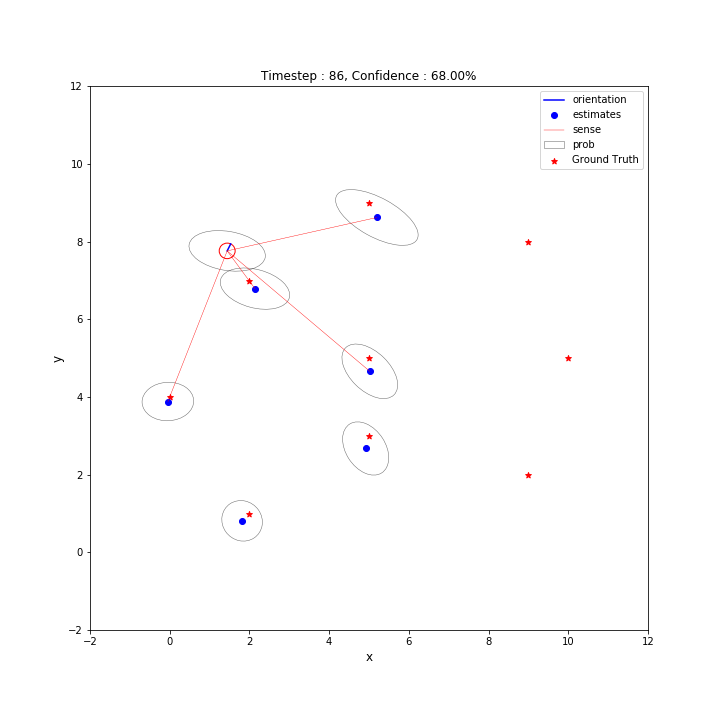 Timestep : 86, Confidence : 68.00%
orientation
estimates
sense
prob
Ground Truth
12
10
8
6
4
2
0
−2
y
−2 0 2 4 6 8 10 12
x